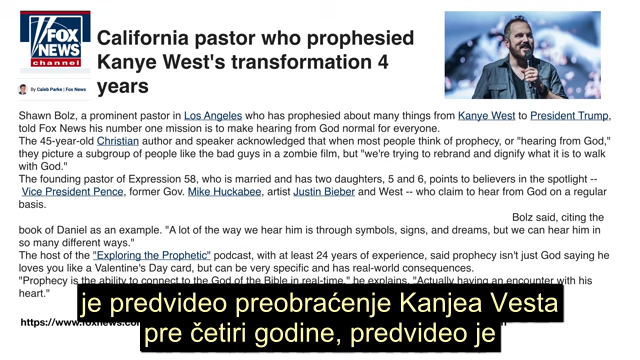 FOX
NEWS
channel
By Caleb Parke | Fox News
California pastor who prophesied
Kanye West's transformation 4
years
Shawn Bolz, a prominent pastor in Los Angeles who has prophesied about many things from Kanye West to President Trump,
told Fox News his number one mission is to make hearing from God normal for everyone.
The 45-year-old Christian author and speaker acknowledged that when most people think of prophecy, or "hearing from God,"
they picture a subgroup of people like the bad guys in a zombie film, but "we're trying to rebrand and dignify what it is to walk
with God."
The founding pastor of Expression 58, who is married and has two daughters, 5 and 6, points to believers in the spotlight --
Vice President Pence, former Gov. Mike Huckabee, artist Justin Bieber and West -- who claim to hear from God on a regular
basis.
Bolz said, citing the
book of Daniel as an example. "A lot of the way we hear him is through symbols, signs, and dreams, but we can hear him in
so many different ways."
The host of the "Exploring the Prophetic" podcast, with at least 24 years of experience, said prophecy isn't just God saying he
loves you like a Valentine's Day card, but can be very specific and has real-world consequences.
"Prophecy is the ability to connect to the God of the Bible in real-time," he explains. "Actually having an encounter with his
heart."
https://www.foxnews.co
je predvideo preobraćenje Kanjea Vesta
pre četiri godine, predvideo je